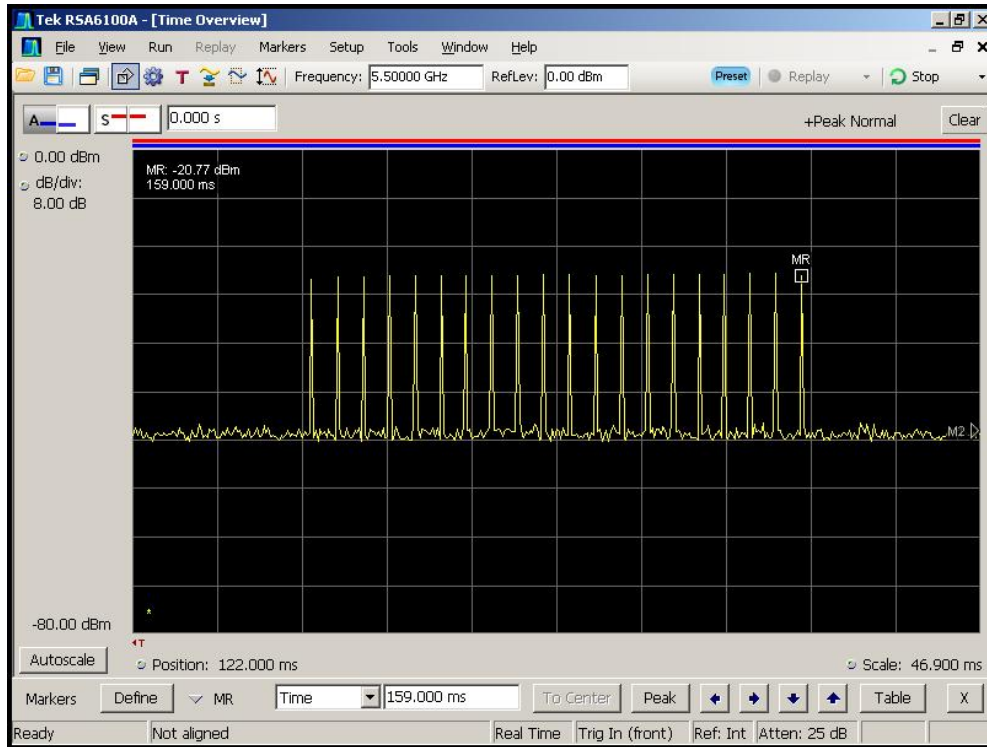 Tek RSA6100A - [Time Overview]
File View Run Replay Markers Setup Tools Window Help
T Frequency: 5.50000 GHz RefLev: 0.00 dBm Preset Replay Stop
A S 0.000 s +Peak Normal Clear
0.00 dBm
dB/div:
8.00 dB
MR: -20.77 dBm
159.000 ms
MR
M2
-80.00 dBm
T
Autoscale Position: 122.000 ms Scale: 46.900 ms
Markers Define MR Time 159.000 ms To Center Peak Table X
Ready Not aligned Real Time Trig In (front) Ref: Int Atten: 25 dB